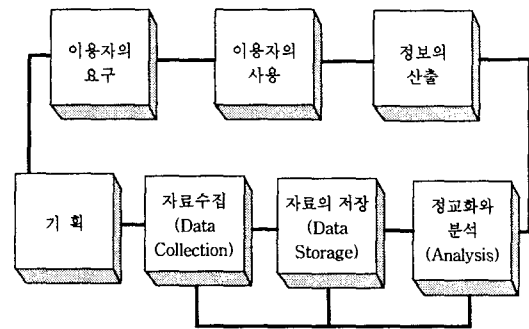 이용자의
요구
이용자의
사용
정보의
산출
기 획
자료수집
(Data
Collection)
자료의 저장
(Data
Storage)
정교화와
분석
(Analysis)